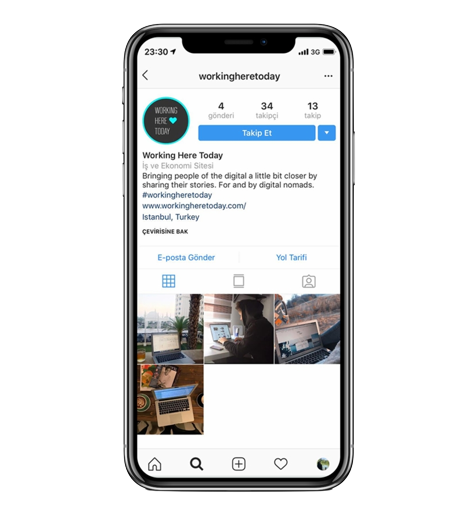 23:30
3G
workingheretoday
...
WORKING
HERE
TODAY
4 34 13
gönderi takipçi takip
Takip Et
Working Here Today
İş ve Ekonomi Sitesi
Bringing people of the digital a little bit closer by
sharing their stories. For and by digital nomads.
#workingheretoday
www.workingheretoday.com/
Istanbul, Turkey
ÇEVİRİSİNE BAK
E-posta Gönder Yol Tarifi